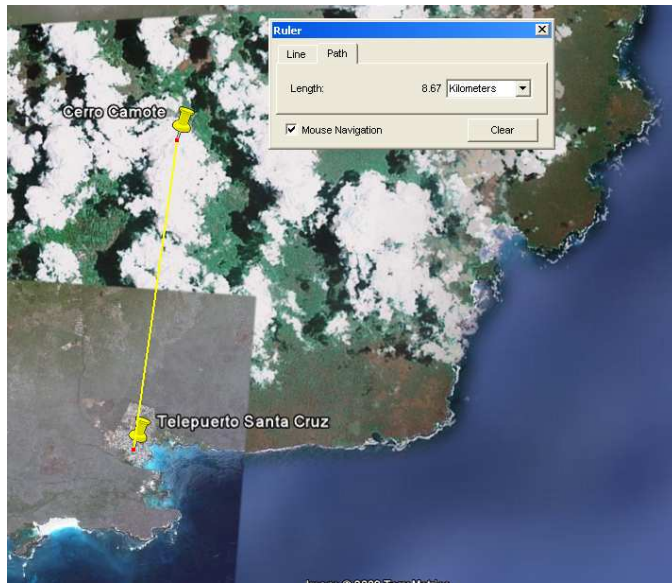 Ruler
Line Path
Length: 8.67 Kilometers
Mouse Navigation Clear
Cerro Camote
Telepuerto Santa Cruz